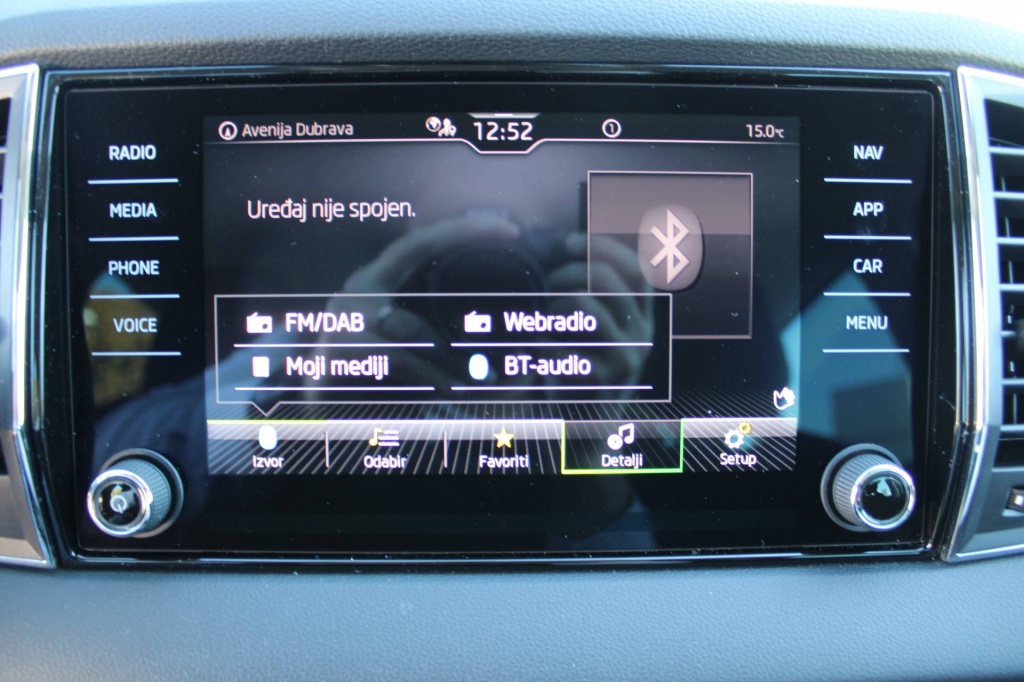 Avenija Dubrava 12:52 1 15.0°C
RADIO
MEDIA
PHONE
VOICE
Uređaj nije spojen.
FM/DAB
Webradio
Moji mediji
BT-audio
Izvor
Odabir
Favoriti
Detalji
Setup
NAV
APP
CAR
MENU